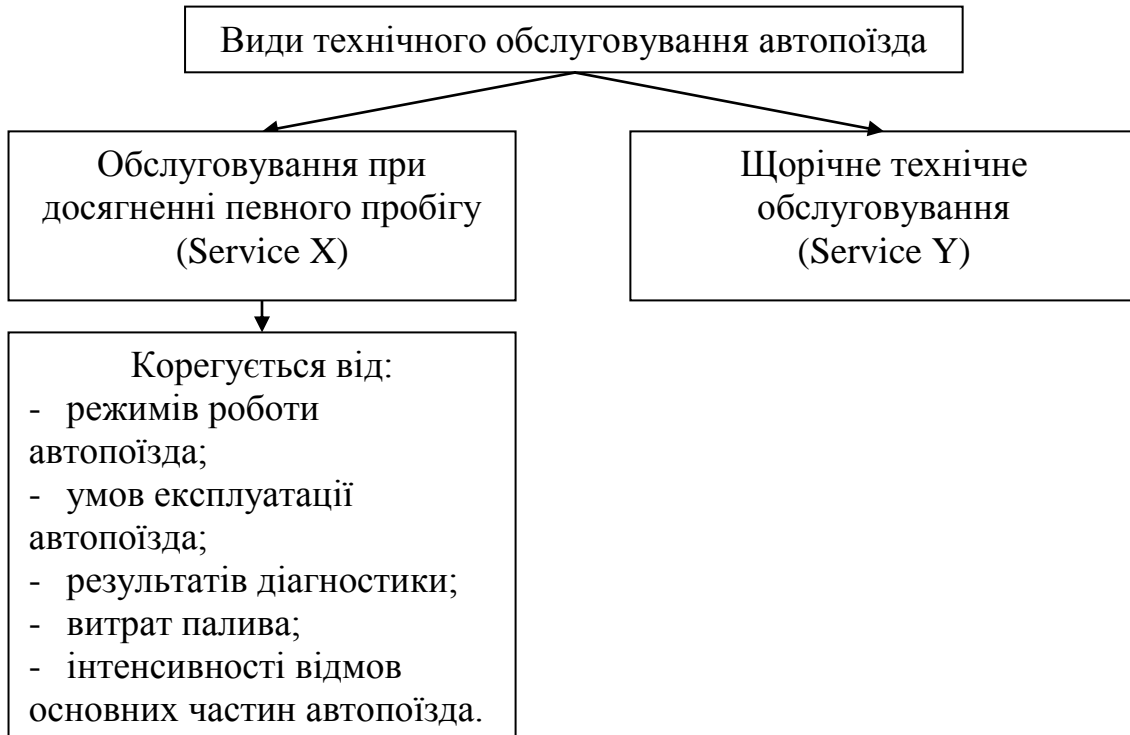 Види технічного обслуговування автопоїзда
Обслуговування при
досягненні певного пробігу
(Service X)
Щорічне технічне
обслуговування
(Service Y)
Корегується від:
- режимів роботи
автопоїзда;
- умов експлуатації
автопоїзда;
- результатів діагностики;
- витрат палива;
- інтенсивності відмов
основних частин автопоїзда.